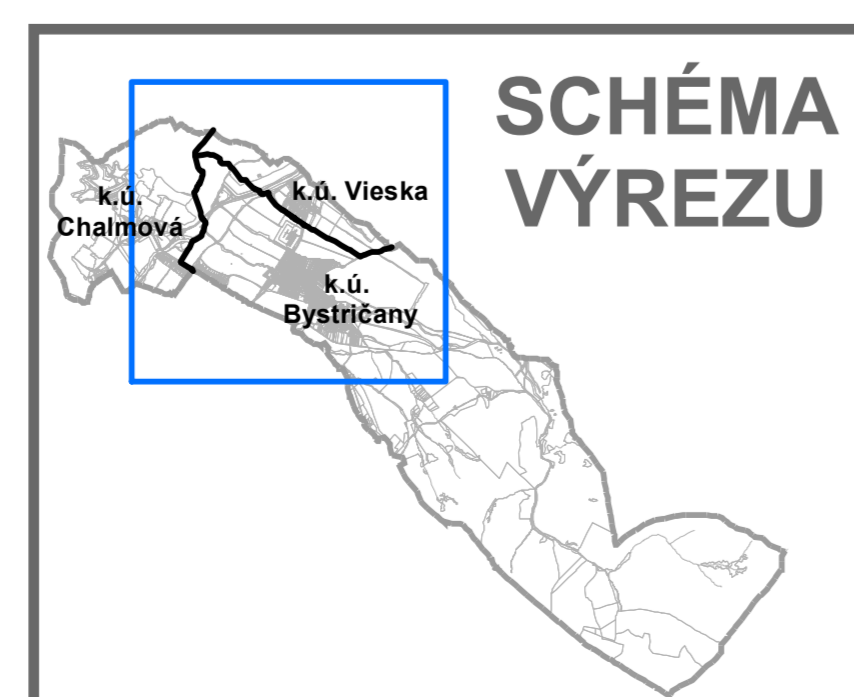 SCHÉMA
VÝREZU
k.ú. Vieska
k.ú.
Chalmová
k.ú.
Bystričany